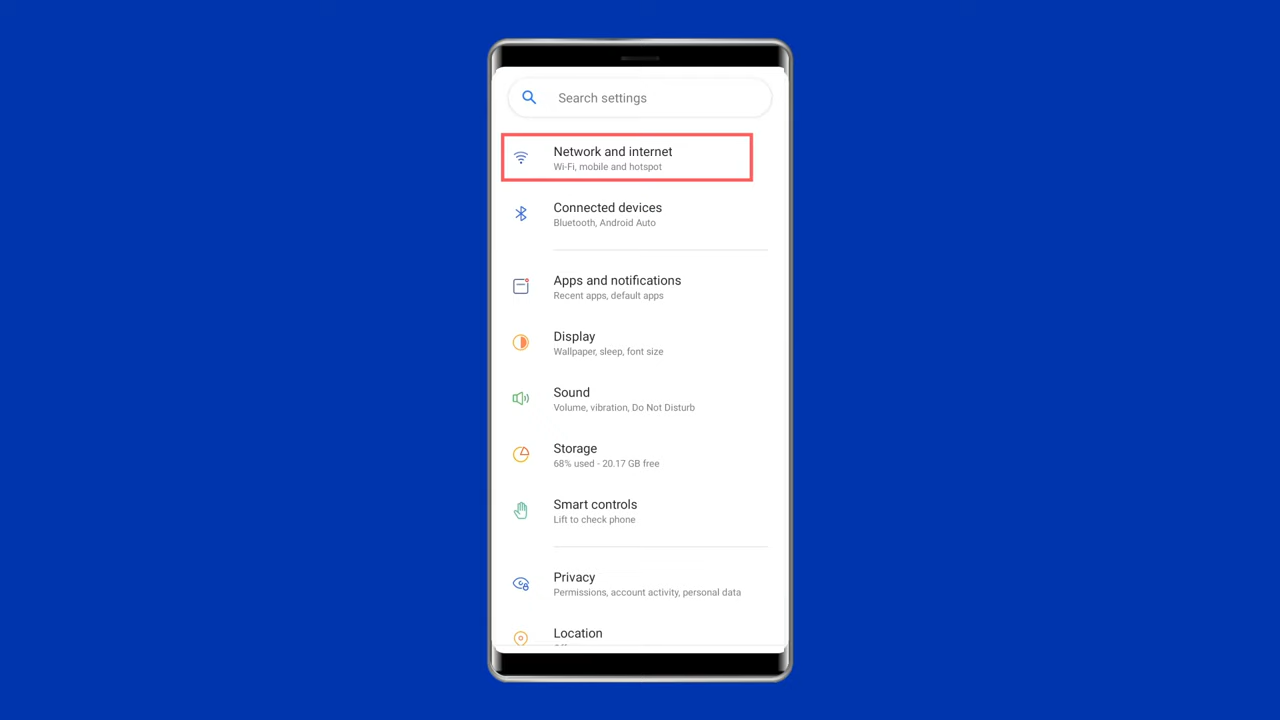 Search settings
Network and internet
Wi-Fi, mobile and hotspot
Connected devices
Bluetooth, Android Auto
Apps and notifications
Recent apps, default apps
Display
Wallpaper, sleep, font size
Sound
Volume, vibration, Do Not Disturb
Storage
68% used - 20.17 GB free
Smart controls
Lift to check phone
Privacy
Permissions, account activity, personal data
Location